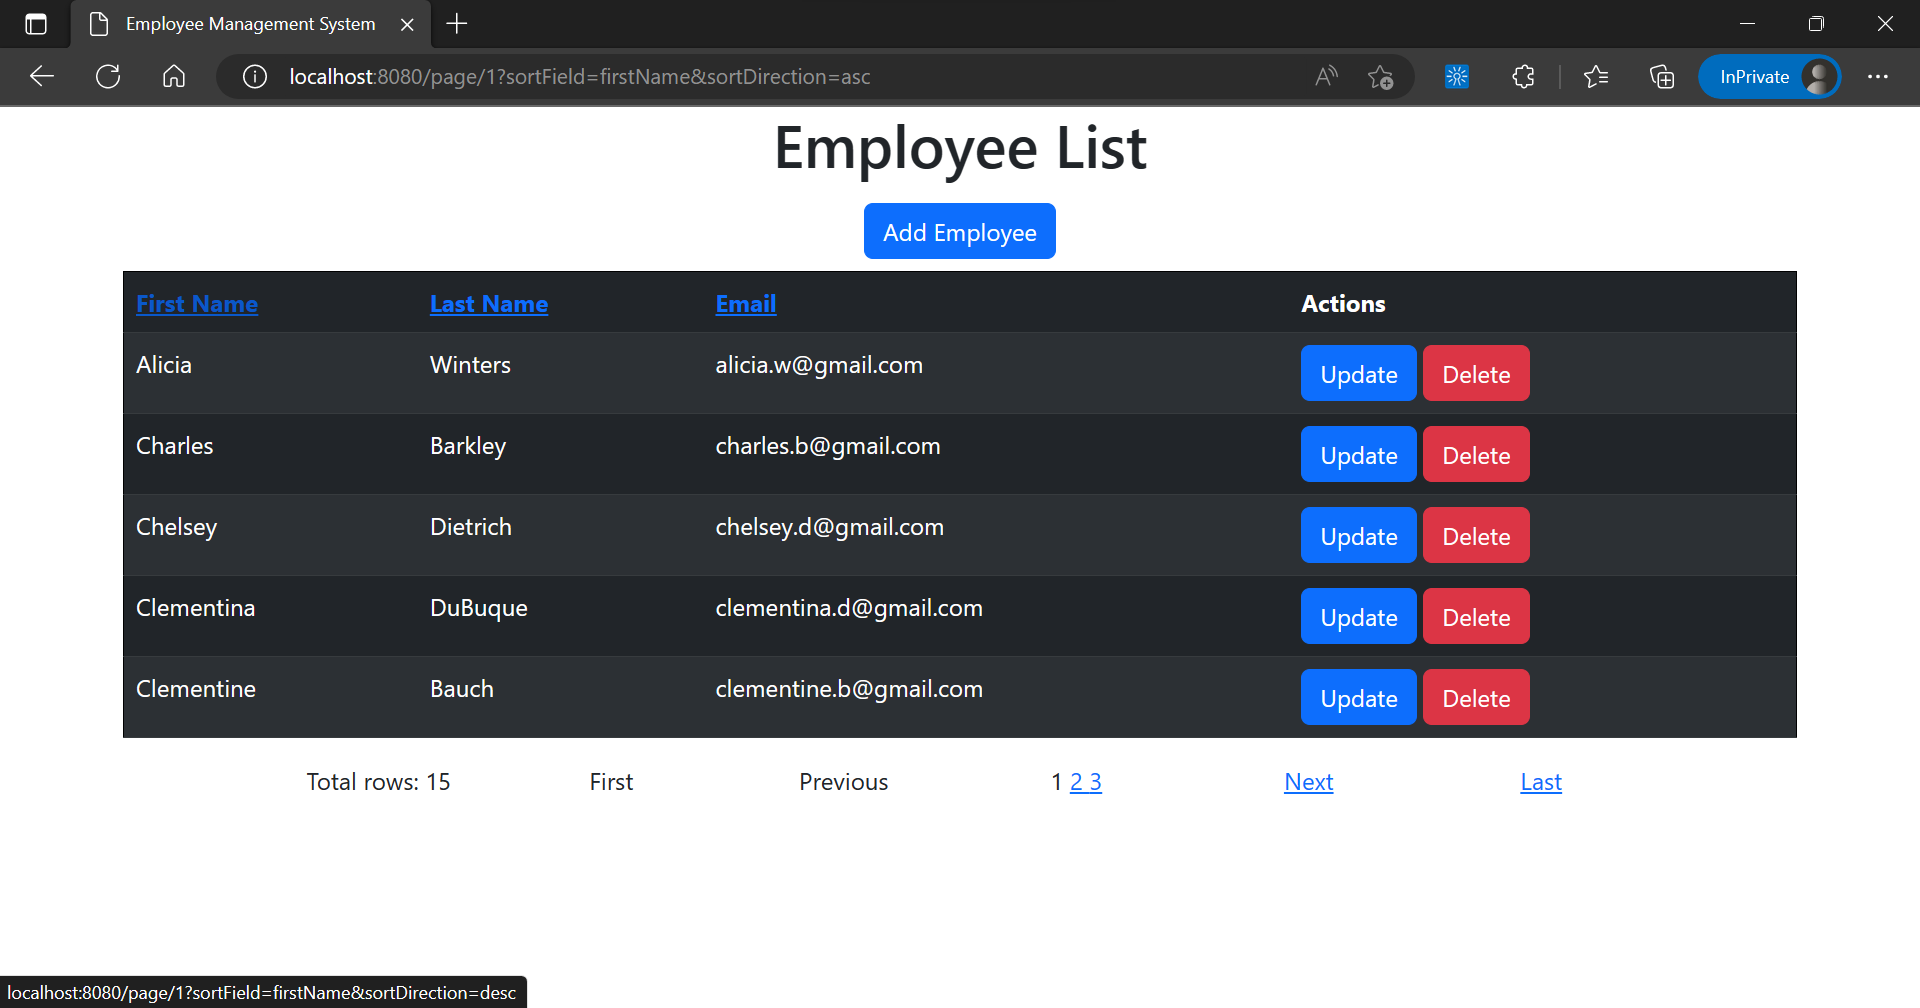 Employee Management System
localhost:8080/page/1?sortField=firstName&sortDirection=asc
InPrivate
Employee List
Add Employee
First Name Last Name Email Actions
Alicia Winters alicia.w@gmail.com Update Delete
Charles Barkley charles.b@gmail.com Update Delete
Chelsey Dietrich chelsey.d@gmail.com Update Delete
Clementina DuBuque clementina.d@gmail.com Update Delete
Clementine Bauch clementine.b@gmail.com Update Delete
Total rows: 15 First Previous 1 2 3 Next Last
localhost:8080/page/1?sortField=firstName&sortDirection=desc